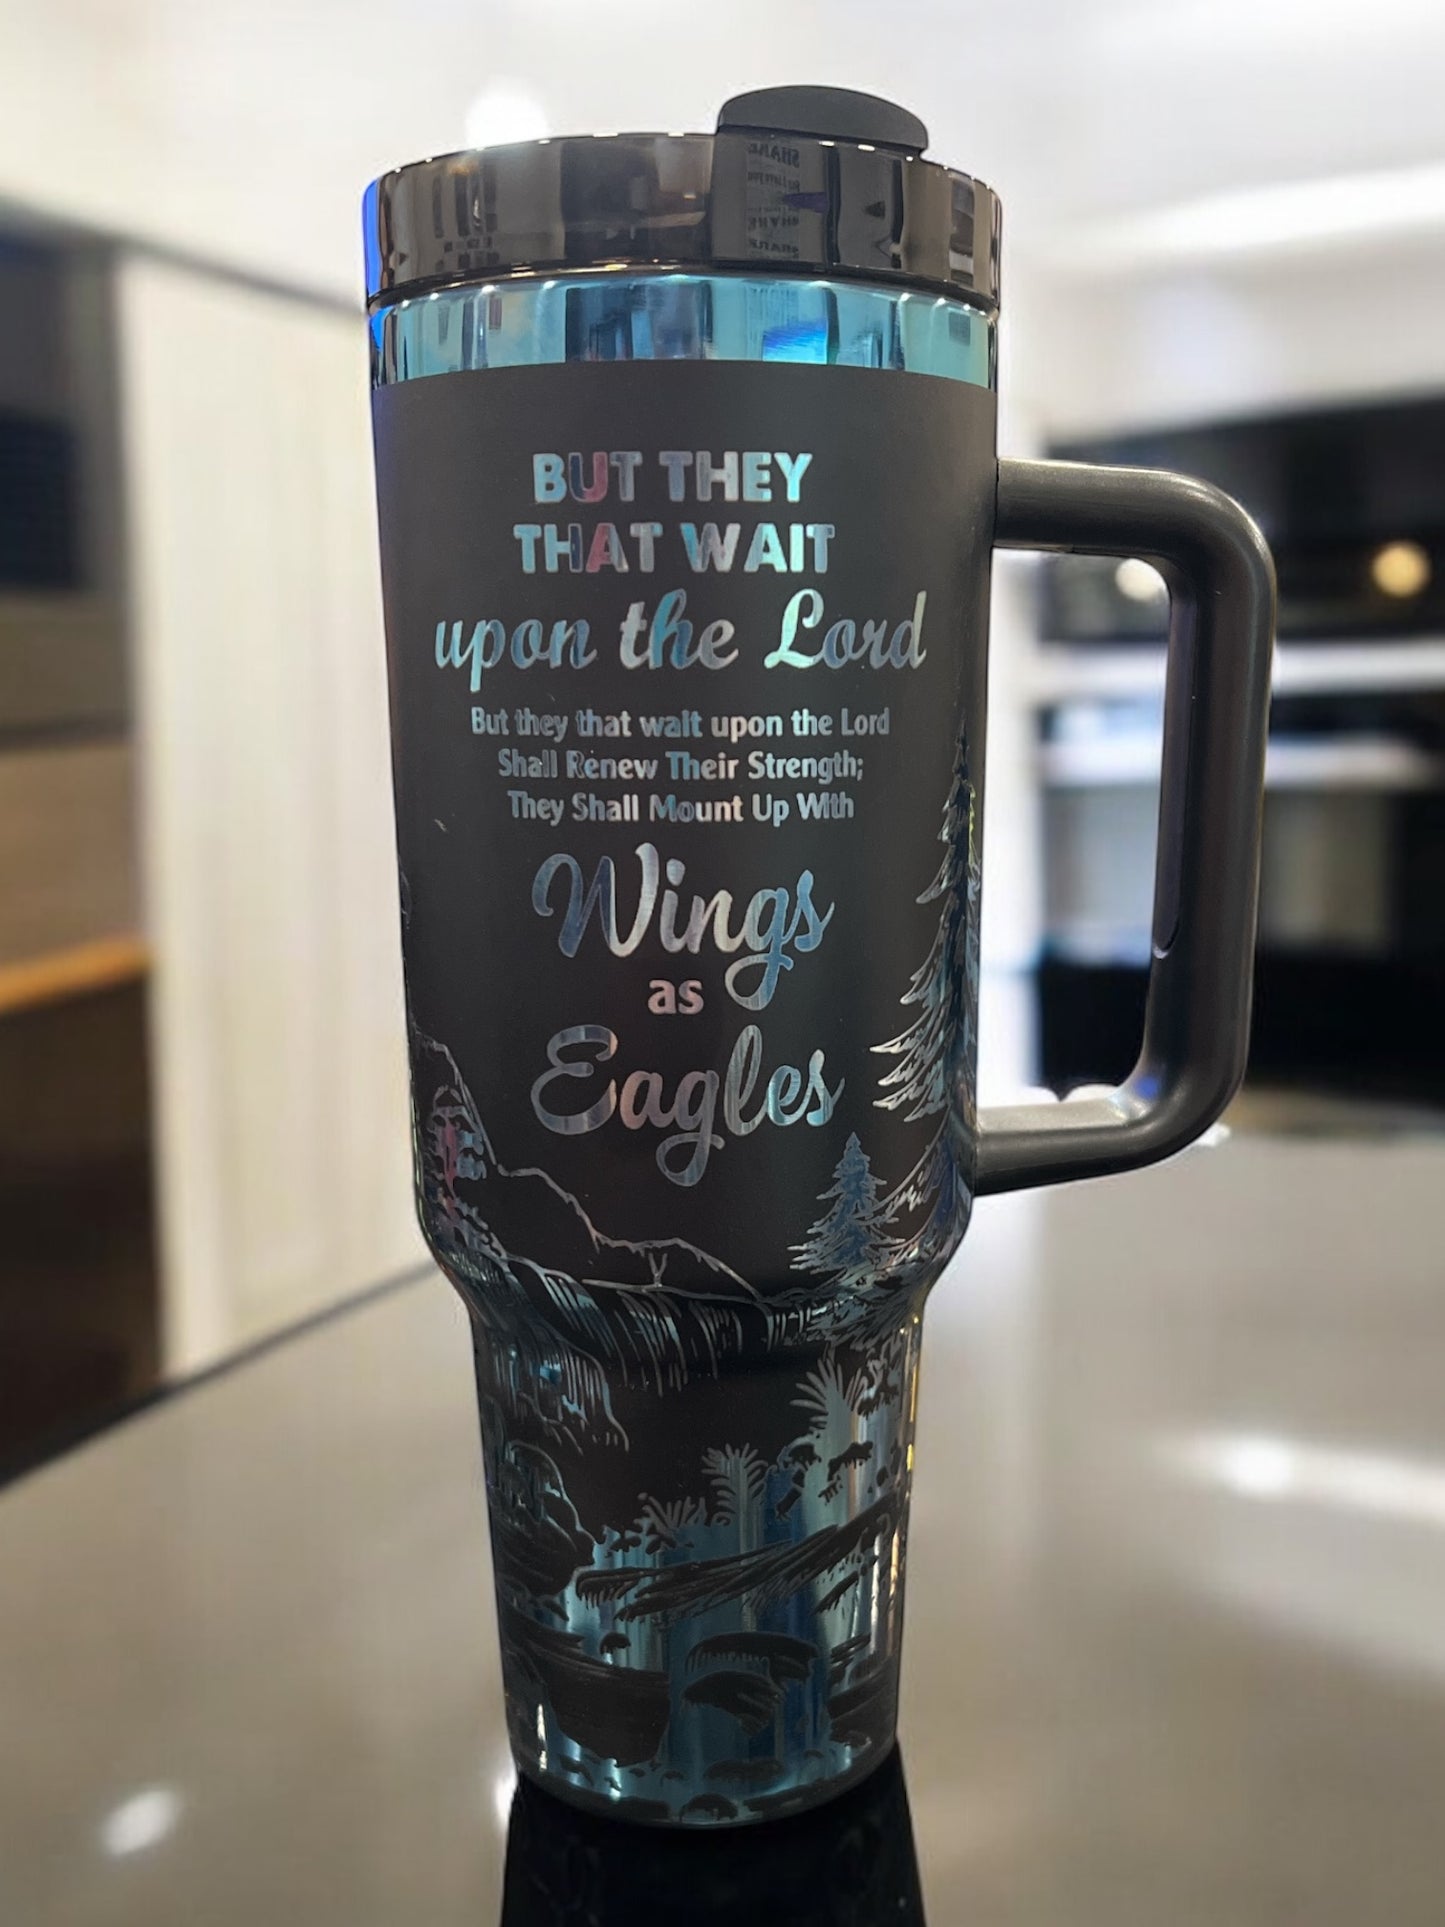 BUT THEY
THAT WAIT
upon the Lord
But they that wait upon the Lord
Shall Renew Their Strength;
They Shall Mount Up With
Wings
as
Eagles